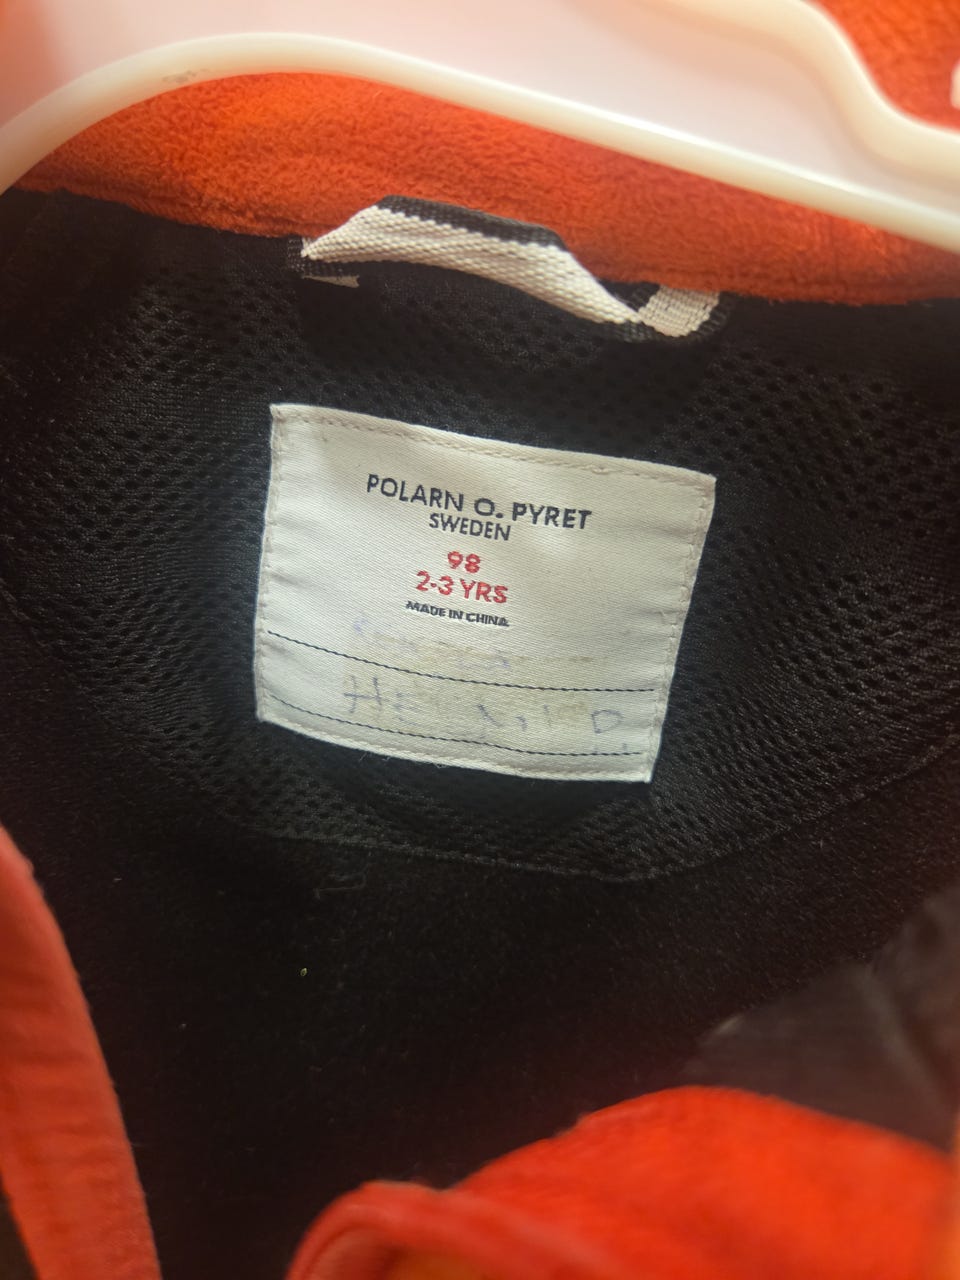 POLARN O. PYRET
SWEDEN
98
2-3 YRS
MADE IN CHINA